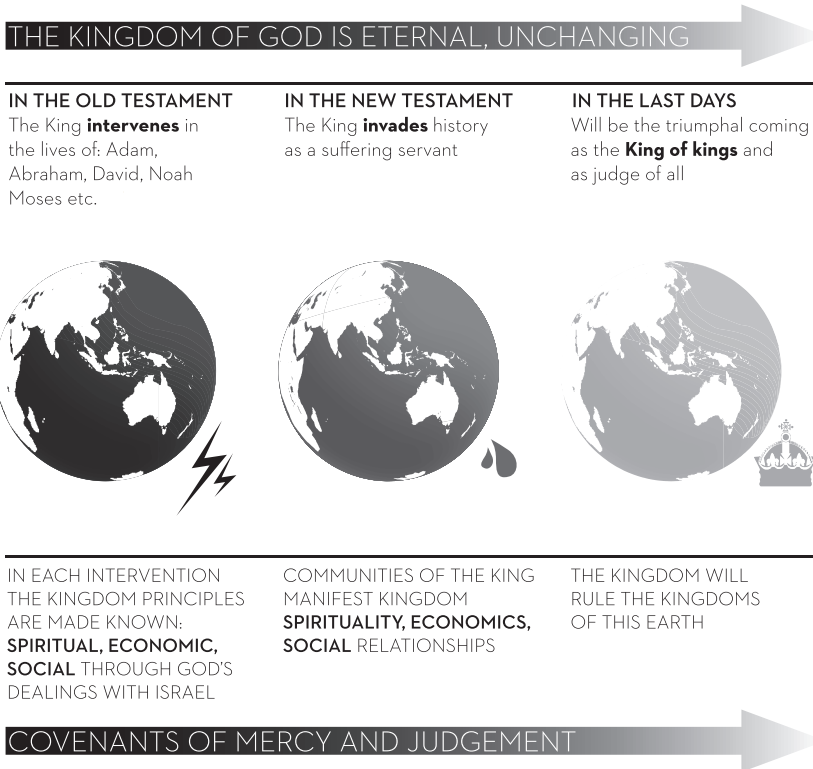 THE KINGDOM OF GOD IS ETERNAL, UNCHANGING
IN THE OLD TESTAMENT
The King intervenes in
the lives of: Adam,
Abraham, David, Noah
Moses etc.
IN THE NEW TESTAMENT
The King invades history
as a suffering servant
IN THE LAST DAYS
Will be the triumphal coming
as the King of kings and
as judge of all
IN EACH INTERVENTION
THE KINGDOM PRINCIPLES
ARE MADE KNOWN:
SPIRITUAL, ECONOMIC,
SOCIAL THROUGH GOD'S
DEALINGS WITH ISRAEL
COMMUNITIES OF THE KING
MANIFEST KINGDOM
SPIRITUALITY, ECONOMICS,
SOCIAL RELATIONSHIPS
THE KINGDOM WILL
RULE THE KINGDOMS
OF THIS EARTH
COVENANTS OF MERCY AND JUDGEMENT